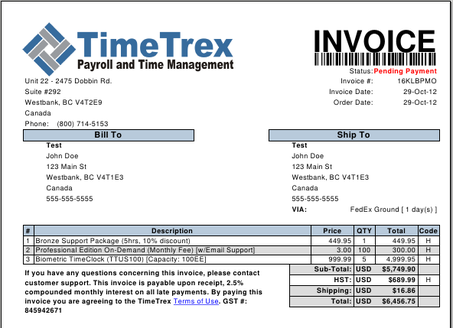 TimeTrex
Payroll and Time Management
INVOICE
Status: Pending Payment
Unit 22 - 2475 Dobbin Rd.
Invoice #: 16KLBPMO
Suite #292
Invoice Date: 29-Oct-12
Westbank, BC V4T2E9
Order Date: 29-Oct-12
Canada
Phone: (800) 714-5153
Bill To
Ship To
Test
Test
John Doe
John Doe
123 Main St
123 Main St
Westbank, BC V4T1E3
Westbank, BC V4T1E3
Canada
Canada
555-555-5555
555-555-5555
VIA: FedEx Ground [ 1 day(s) ]
# Description Price QTY Total Code
1 Bronze Support Package (5hrs, 10% discount) 449.95 1 449.95 H
2 Professional Edition On-Demand (Monthly Fee) [w/Email Support] 3.00 100 300.00 H
3 Biometric TimeClock (TTUS100) [Capacity: 100EE] 999.99 5 4,999.95 H
Sub-Total: USD $5,749.90
HST: USD $689.99 H
Shipping: USD $16.86
Total: USD $6,456.75
If you have any questions concerning this invoice, please contact
customer support. This invoice is payable upon receipt, 2.5%
compounded monthly interest on all late payments. By paying this
invoice you are agreeing to the TimeTrex Terms of Use. GST #:
845942671